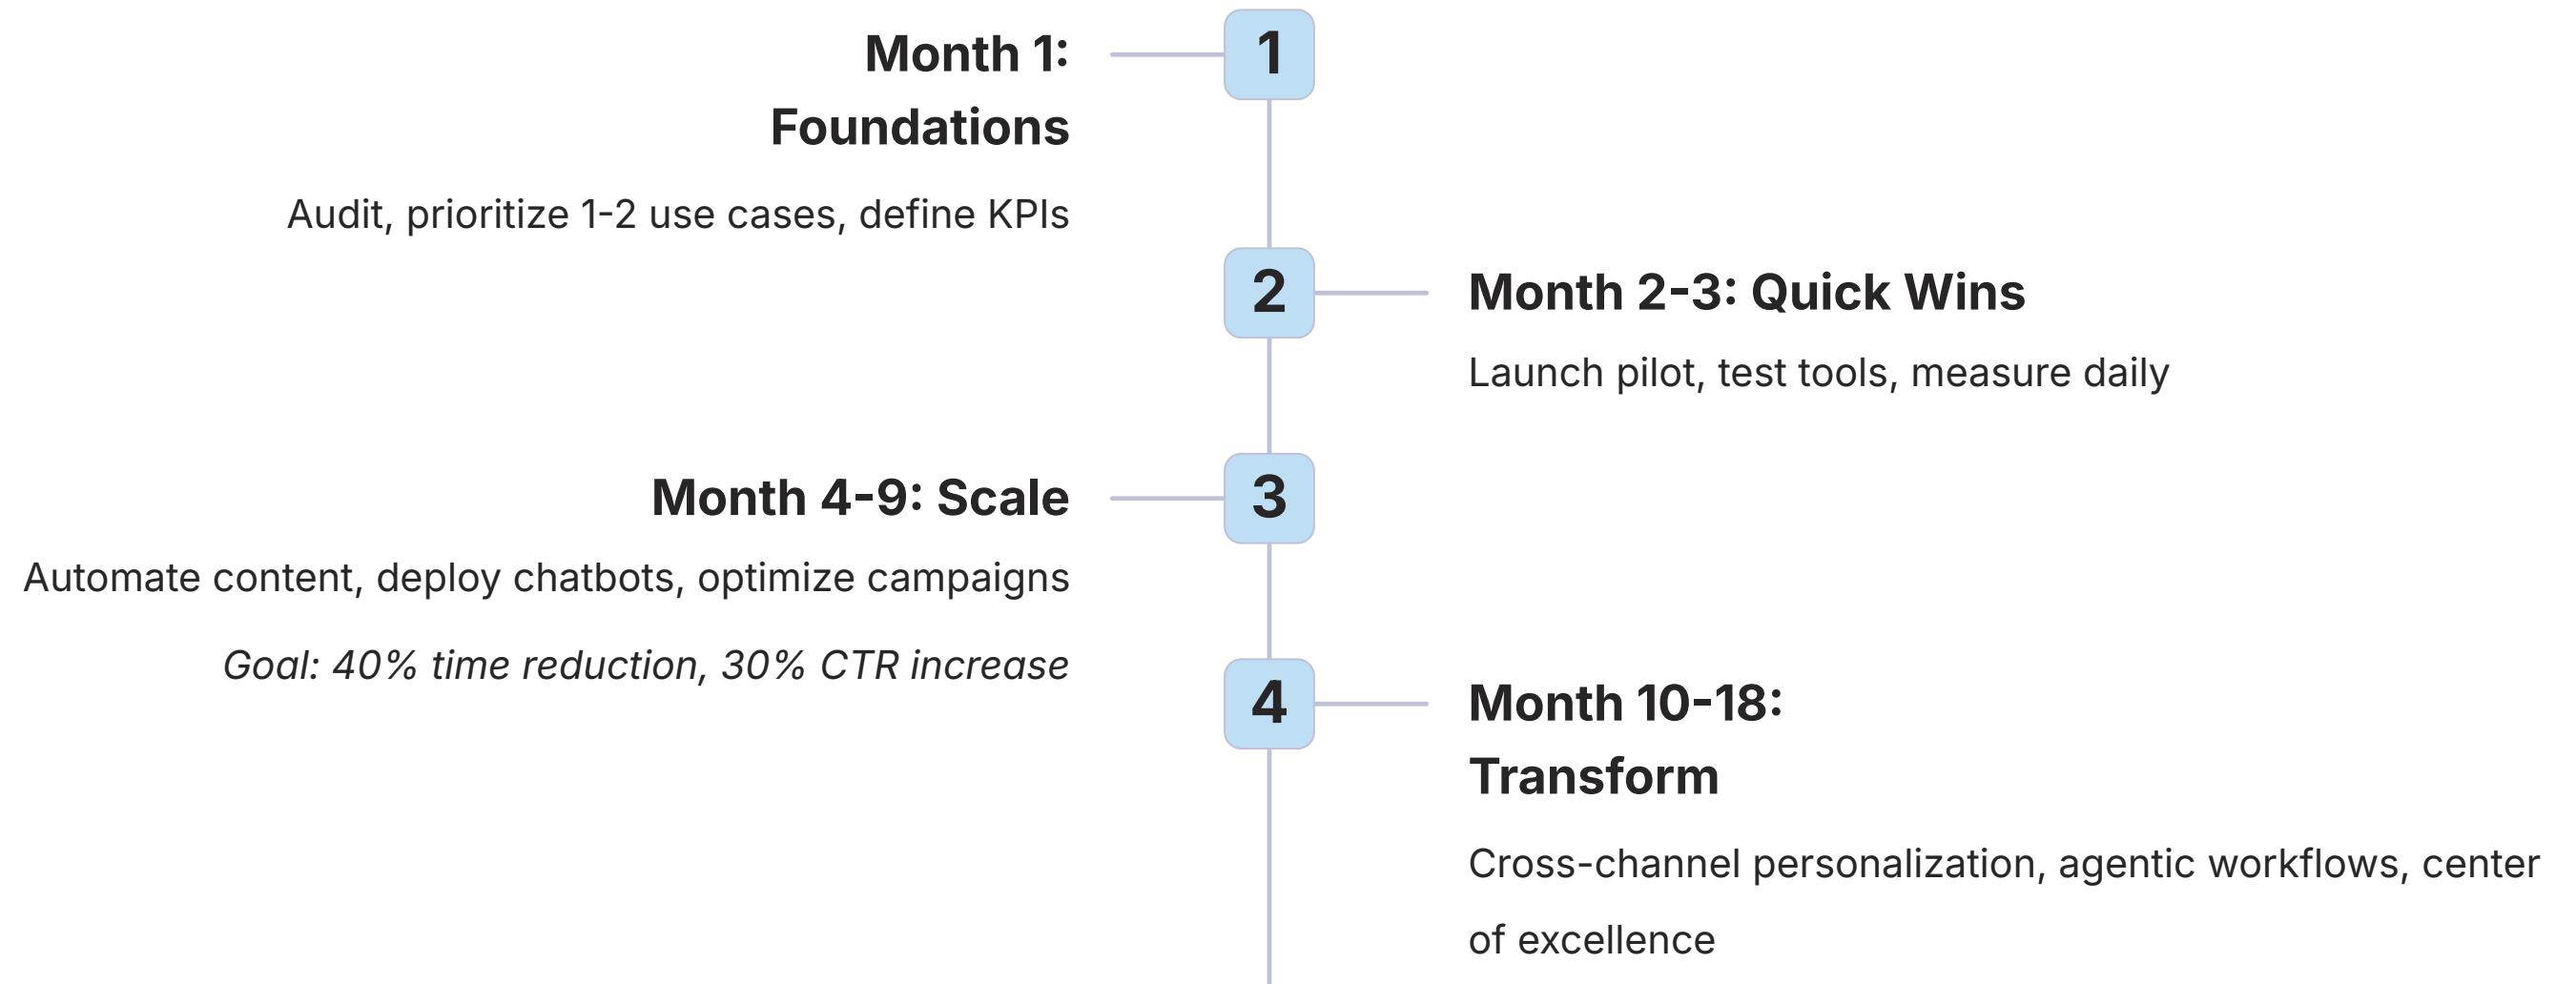 1
Month 1:
Foundations
Audit, prioritize 1-2 use cases, define KPIs
2
Month 2-3: Quick Wins
Launch pilot, test tools, measure daily
3
Month 4-9: Scale
Automate content, deploy chatbots, optimize campaigns
Goal: 40% time reduction, 30% CTR increase
4
Month 10-18:
Transform
Cross-channel personalization, agentic workflows, center
of excellence